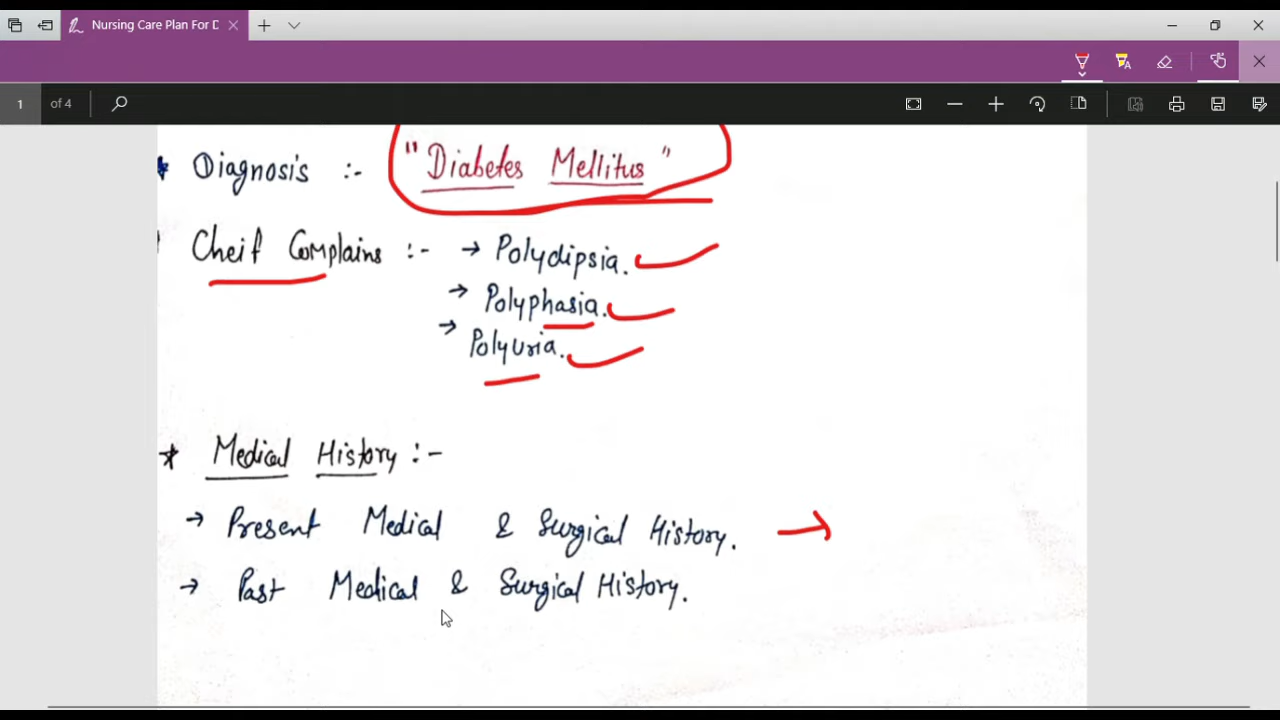 Nursing Care Plan For D
1 of 4
Diagnosis :- "Diabetes Mellitus"
Cheif Complains :- → Polydipsia.
→ Polyphasia.
→ Polyuria.
* Medical History :-
→ Present Medical & Surgical History. →
→ Past Medical & Surgical History.